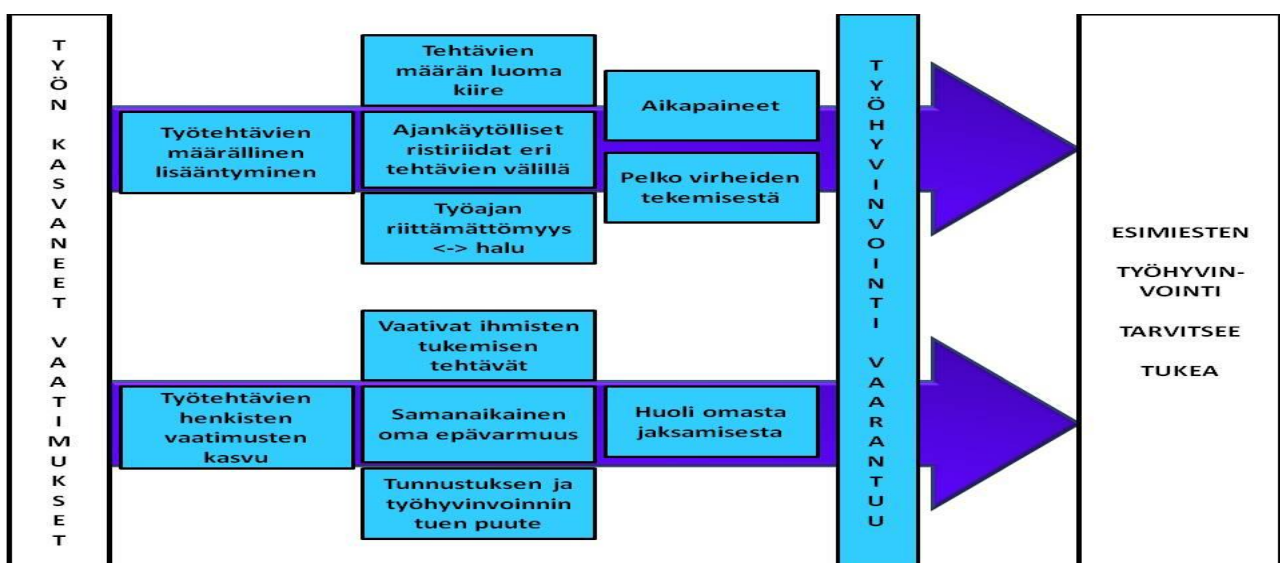 TYÖN KASVANEET VAATIMUKSET
Työtehtävien
määrällinen
lisääntyminen
Tehtävien
määrän luoma
kiire
Ajankäytölliset
ristiriidat eri
tehtävien välillä
Työajan
riittämättömyys
<-> halu
Aikapaineet
Pelko virheiden
tekemisestä
Työtehtävien
henkisten
vaatimusten
kasvu
Vaativat ihmisten
tukemisen
tehtävát
Samanaikainen
oma epävarmuus
Tunnustuksen ja
työhyvinvoinnin
tuen puute
Huoli omasta
jaksamisesta
TYÖHYVINVOINTI VAARANTUU
ESIMIESTEN
TYÖHYVIN-
VOINTI
TARVITSEE
TUKEA